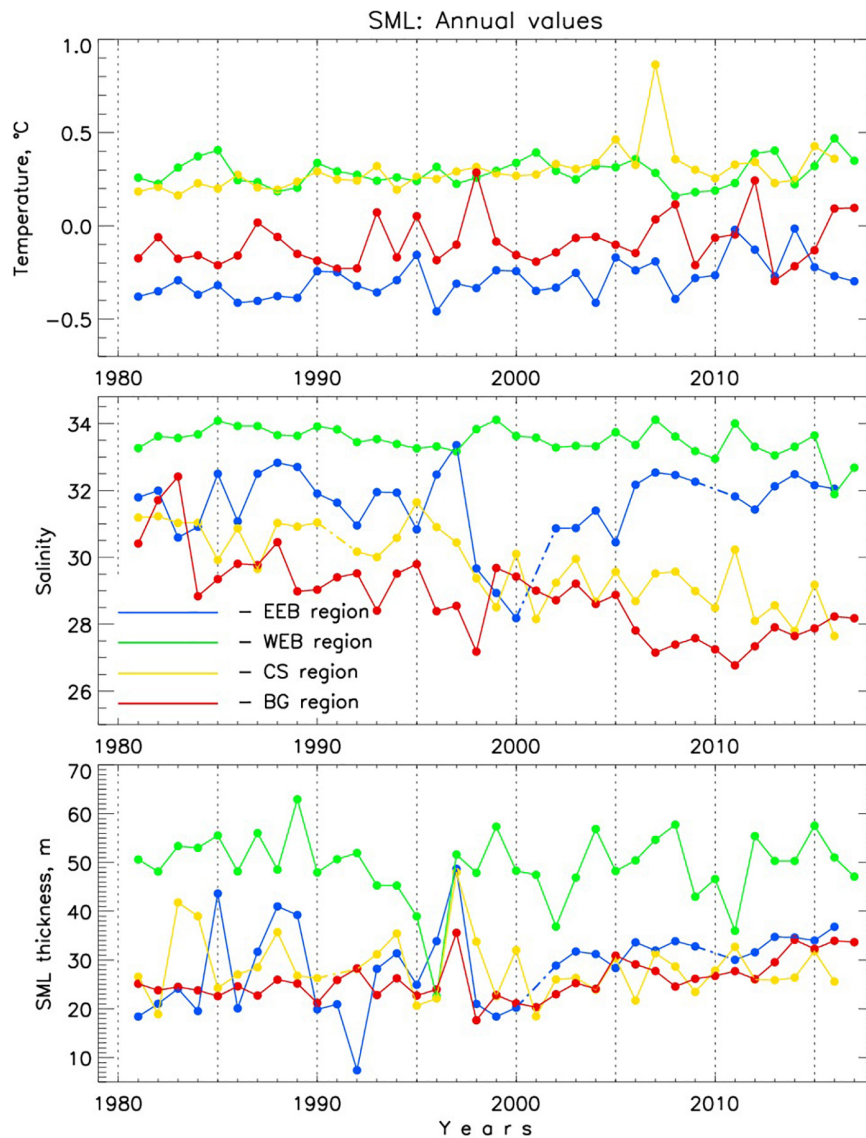 SML: Annual values
1.0
0.5
0.0
−0.5
Temperature, °C
1980 1990 2000 2010
34
32
30
28
26
Salinity
— EEB region
— WEB region
— CS region
— BG region
1980 1990 2000 2010
70
60
50
40
30
20
10
SML thickness, m
1980 1990 2000 2010
Years